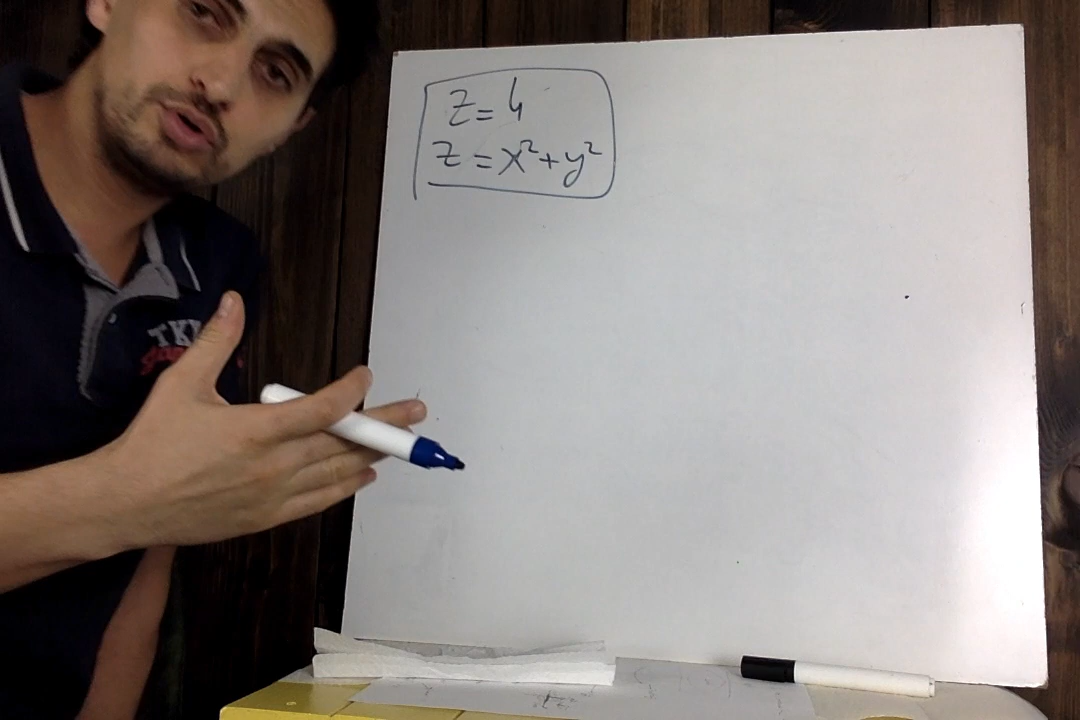 z = 4
z = x² + y²